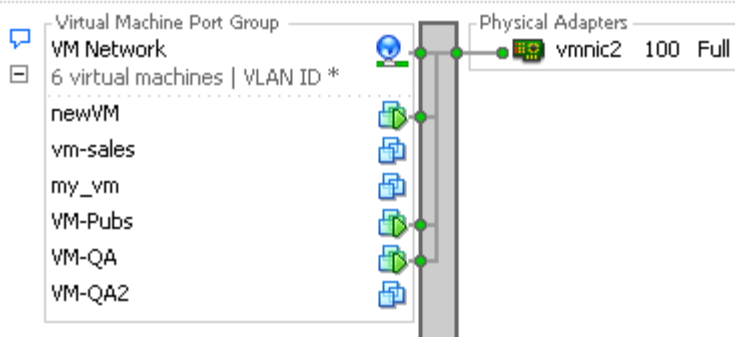 Virtual Machine Port Group
VM Network
6 virtual machines | VLAN ID *
newVM
vm-sales
my_vm
VM-Pubs
VM-QA
VM-QA2
Physical Adapters
vmnic2 100 Full